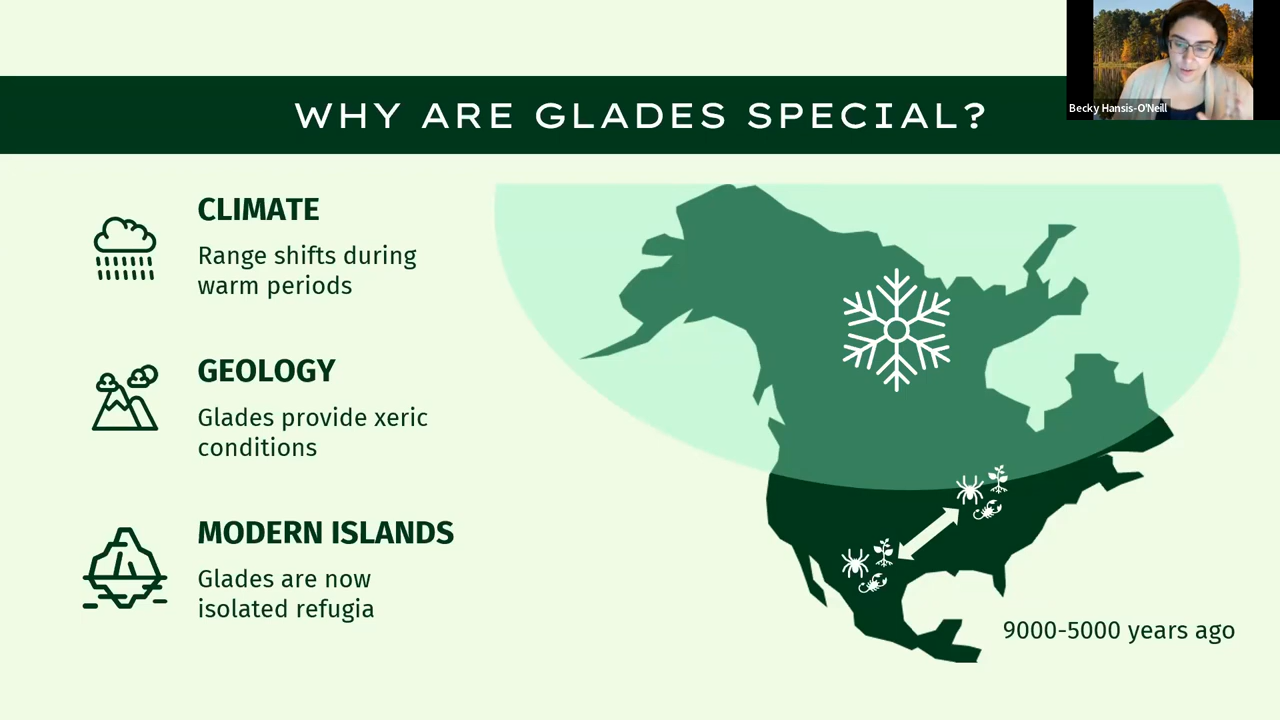 WHY ARE GLADES SPECIAL?
Becky Hansis-O'Neill
CLIMATE
Range shifts during
warm periods
GEOLOGY
Glades provide xeric
conditions
MODERN ISLANDS
Glades are now
isolated refugia
9000-5000 years ago